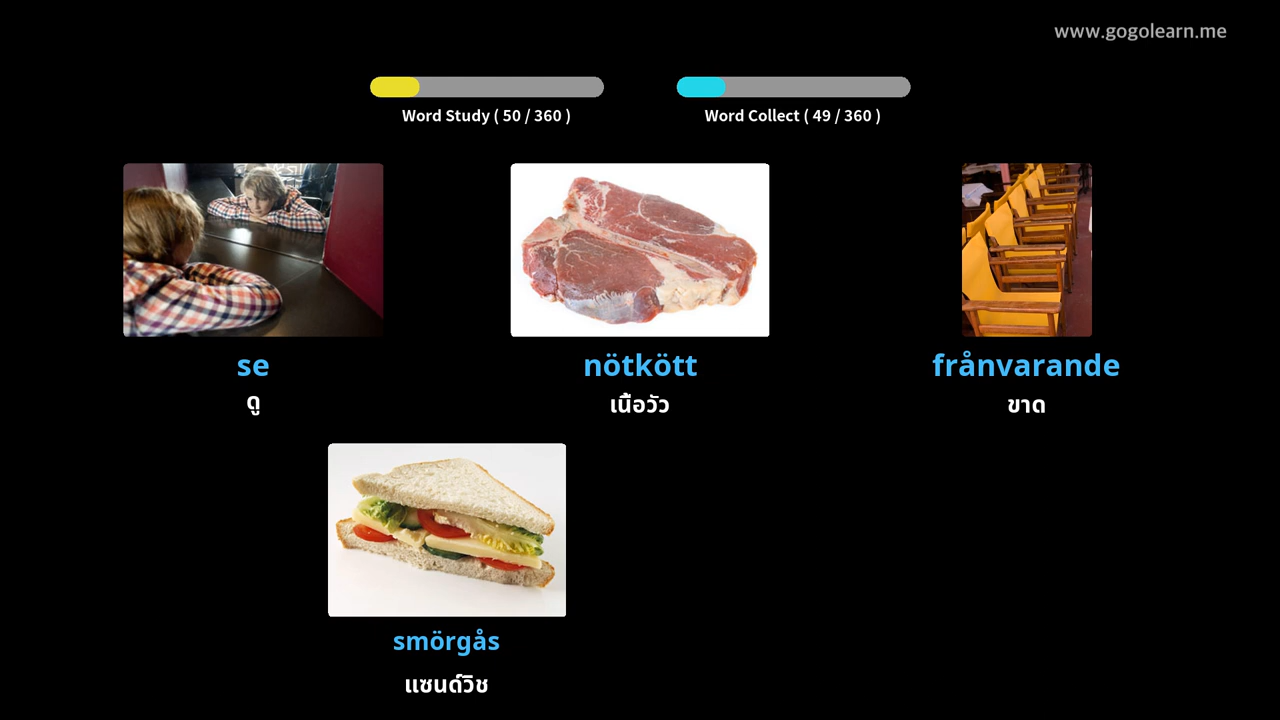 www.gogolearn.me
Word Study ( 50 / 360 )
Word Collect ( 49 / 360 )
se
ดู
nötkött
เนื้อวัว
frånvarande
ขาด
smörgås
แซนด์วิช